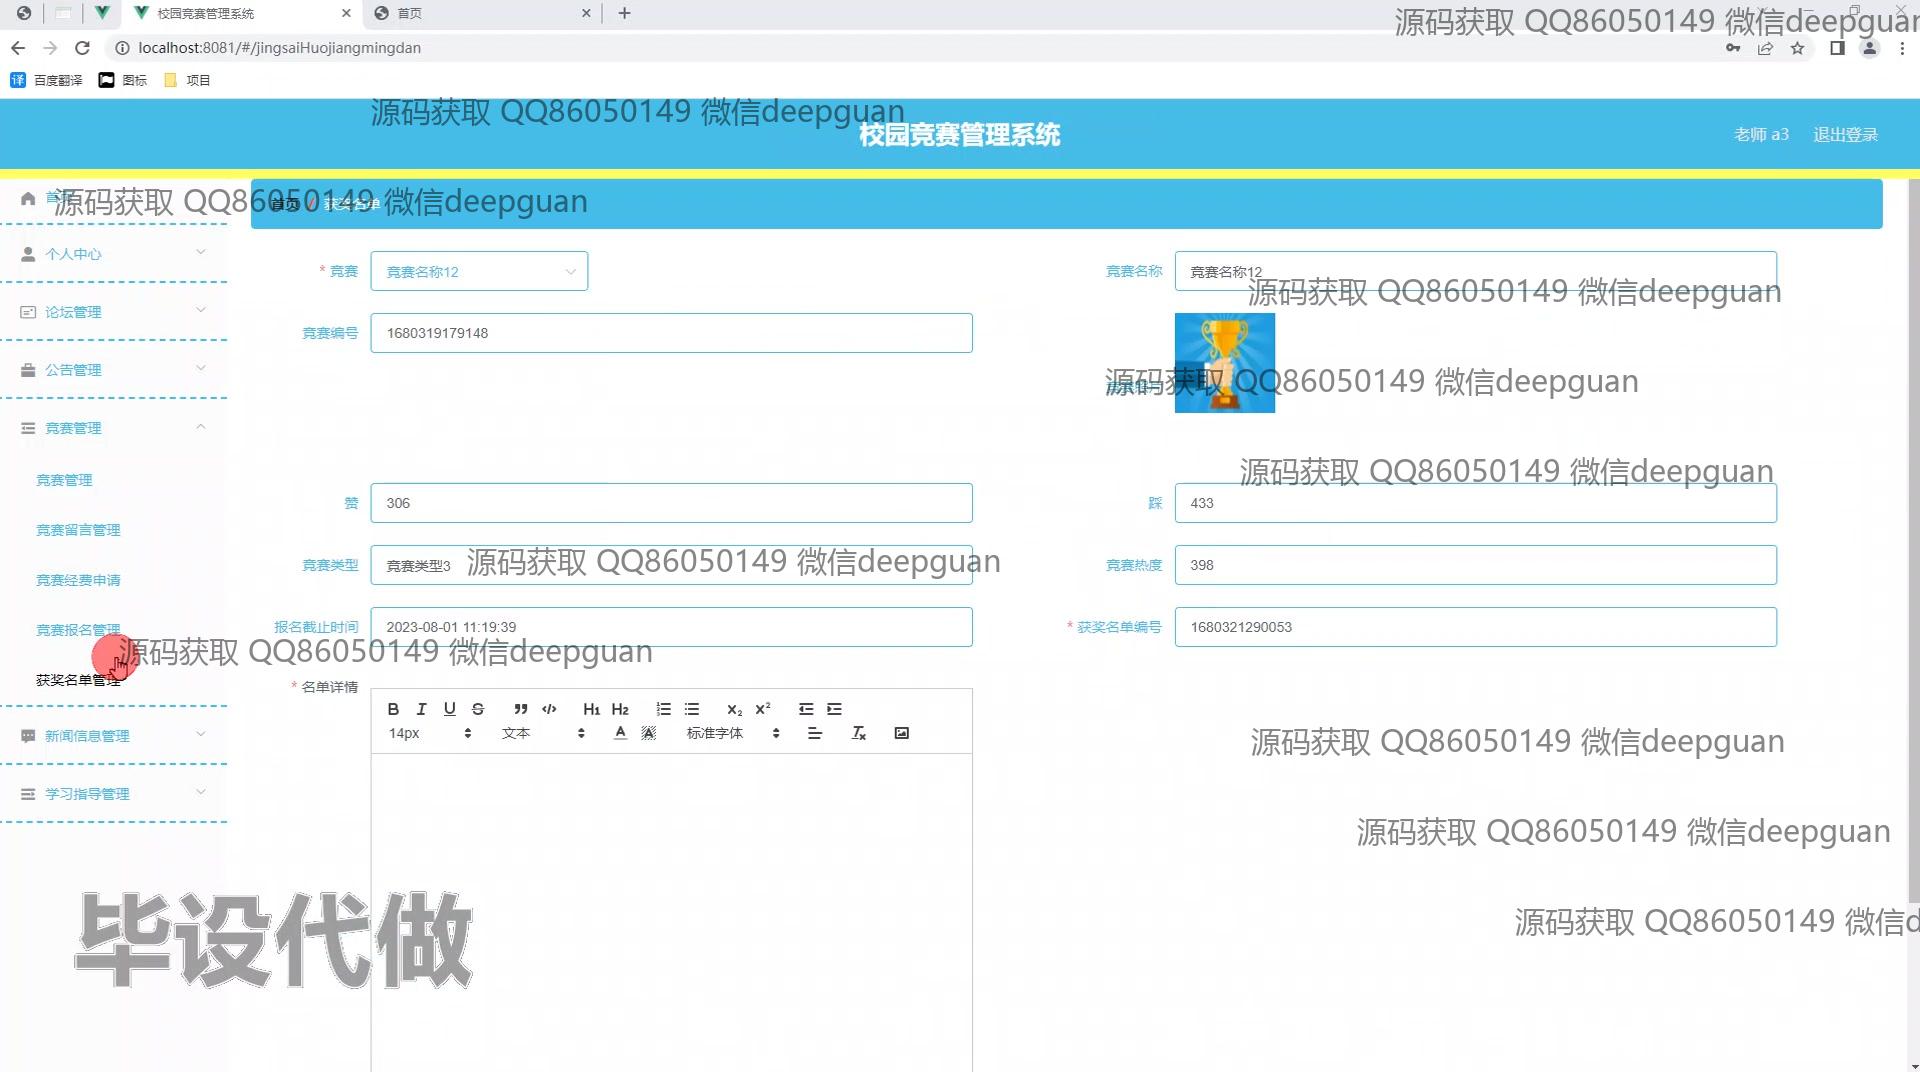 校园竞赛管理系统
首页
localhost:8081/#/jingsaiHuojiangmingdan
源码获取 QQ86050149 微信deepguan
百度翻译
图标
项目
源码获取 QQ86050149 微信deepguan
校园竞赛管理系统
老师 a3
退出登录
首页
源码获取 QQ86050149 微信deepguan
首页 / 获奖名单
个人中心
论坛管理
公告管理
竞赛管理
竞赛管理
竞赛留言管理
竞赛经费申请
竞赛报名管理
获奖名单管理
新闻信息管理
学习指导管理
* 竞赛
竞赛名称12
竞赛名称
竞赛名称12
源码获取 QQ86050149 微信deepguan
竞赛编号
1680319179148
源码获取 QQ86050149 微信deepguan
源码获取 QQ86050149 微信deepguan
赞
306
踩
433
竞赛类型
竞赛类型3
源码获取 QQ86050149 微信deepguan
竞赛热度
398
报名截止时间
2023-08-01 11:19:39
* 获奖名单编号
1680321290053
源码获取 QQ86050149 微信deepguan
* 名单详情
B I U S H1 H2 X2 X2
14px
文本
A A
标准字体
源码获取 QQ86050149 微信deepguan
源码获取 QQ86050149 微信deepguan
源码获取 QQ86050149 微信d
毕设代做